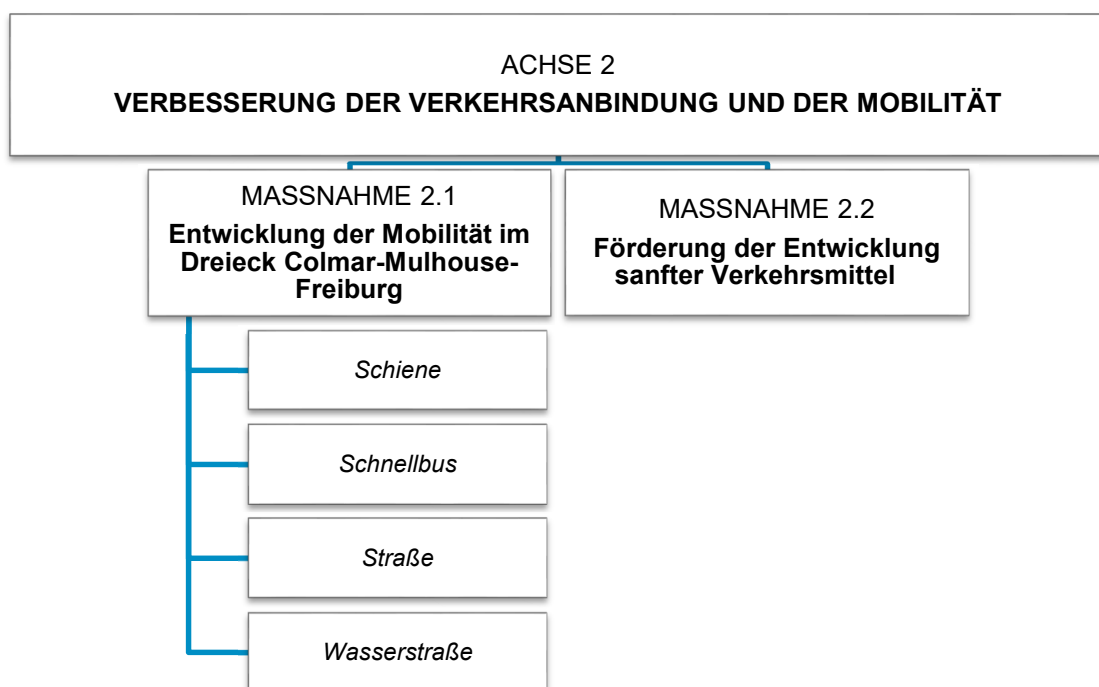 ACHSE 2
VERBESSERUNG DER VERKEHRSANBINDUNG UND DER MOBILITÄT
MASSNAHME 2.1
Entwicklung der Mobilität im
Dreieck Colmar-Mulhouse-
Freiburg
MASSNAHME 2.2
Förderung der Entwicklung
sanfter Verkehrsmittel
Schiene
Schnellbus
Straße
Wasserstraße